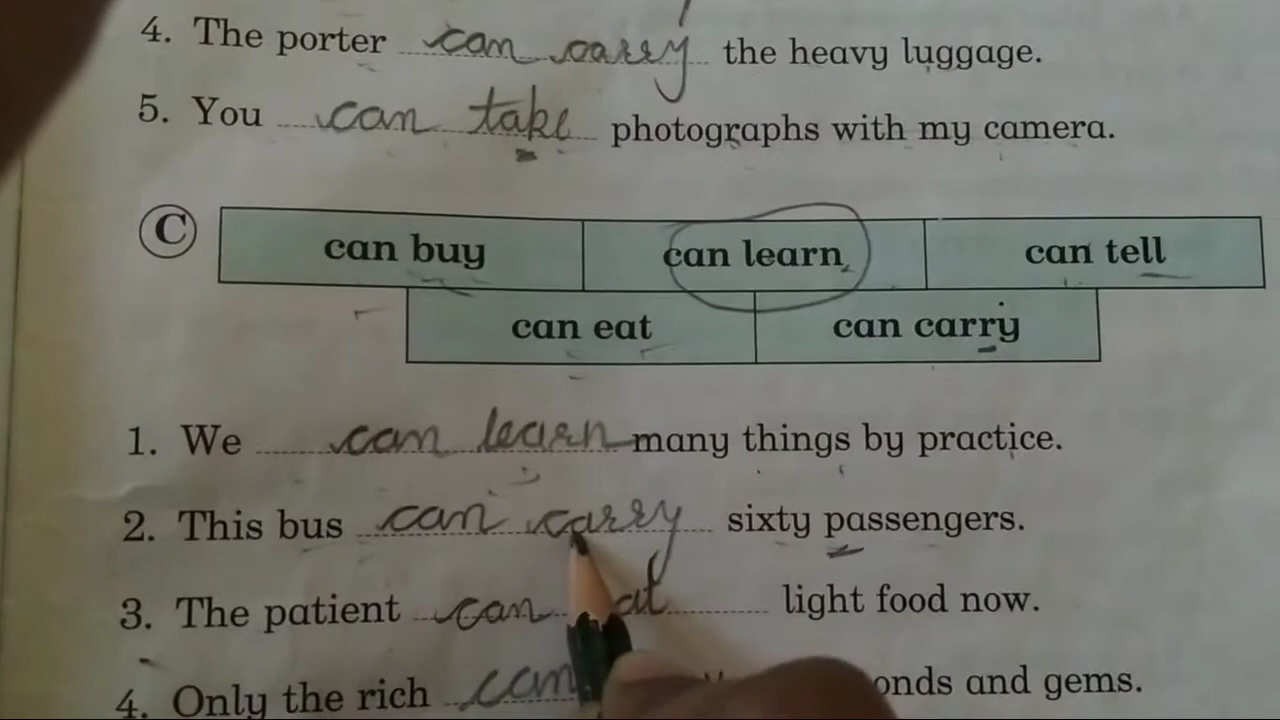 4. The porter can carry the heavy luggage.
5. You can take photographs with my camera.
C can buy can learn can tell
can eat can carry
1. We can learn many things by practice.
2. This bus can carry sixty passengers.
3. The patient can light food now.
4. Only the rich can and gems.